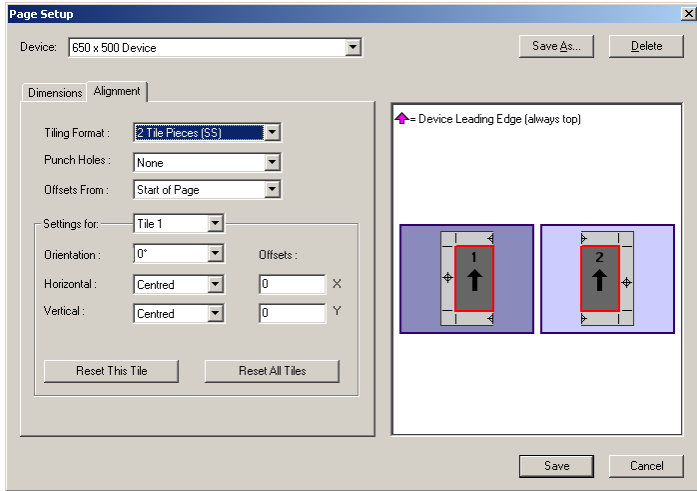 Page Setup
Device: 650 x 500 Device Save As... Delete
Dimensions Alignment
= Device Leading Edge (always top)
Tiling Format : 2 Tile Pieces (SS)
Punch Holes : None
Offsets From : Start of Page
Settings for: Tile 1
Orientation : 0° Offsets :
Horizontal : Centred 0 X
Vertical : Centred 0 Y
Reset This Tile Reset All Tiles
1 2
Save Cancel